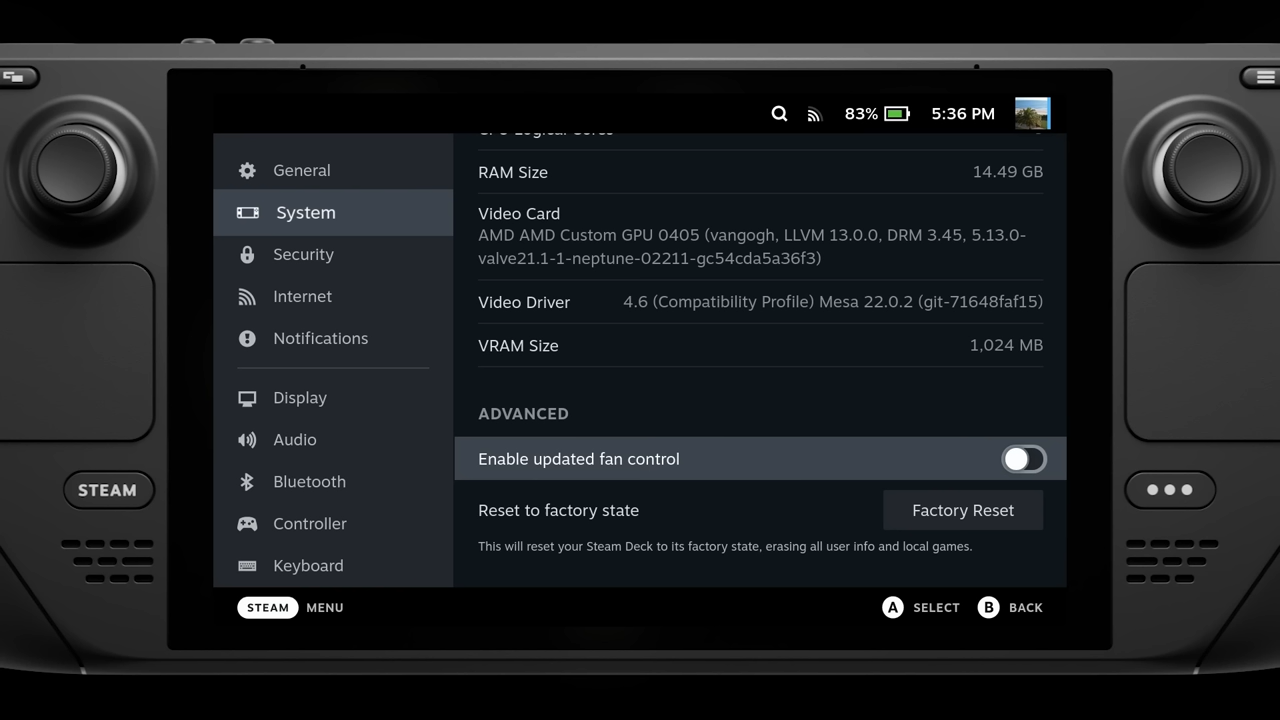 83%
5:36 PM
General
System
Security
Internet
Notifications
Display
Audio
Bluetooth
Controller
Keyboard
RAM Size 14.49 GB
Video Card
AMD AMD Custom GPU 0405 (vangogh, LLVM 13.0.0, DRM 3.45, 5.13.0-
valve21.1-1-neptune-02211-gc54cda5a36f3)
Video Driver 4.6 (Compatibility Profile) Mesa 22.0.2 (git-71648faf15)
VRAM Size 1,024 MB
ADVANCED
Enable updated fan control
Reset to factory state Factory Reset
This will reset your Steam Deck to its factory state, erasing all user info and local games.
STEAM
STEAM MENU
A SELECT B BACK